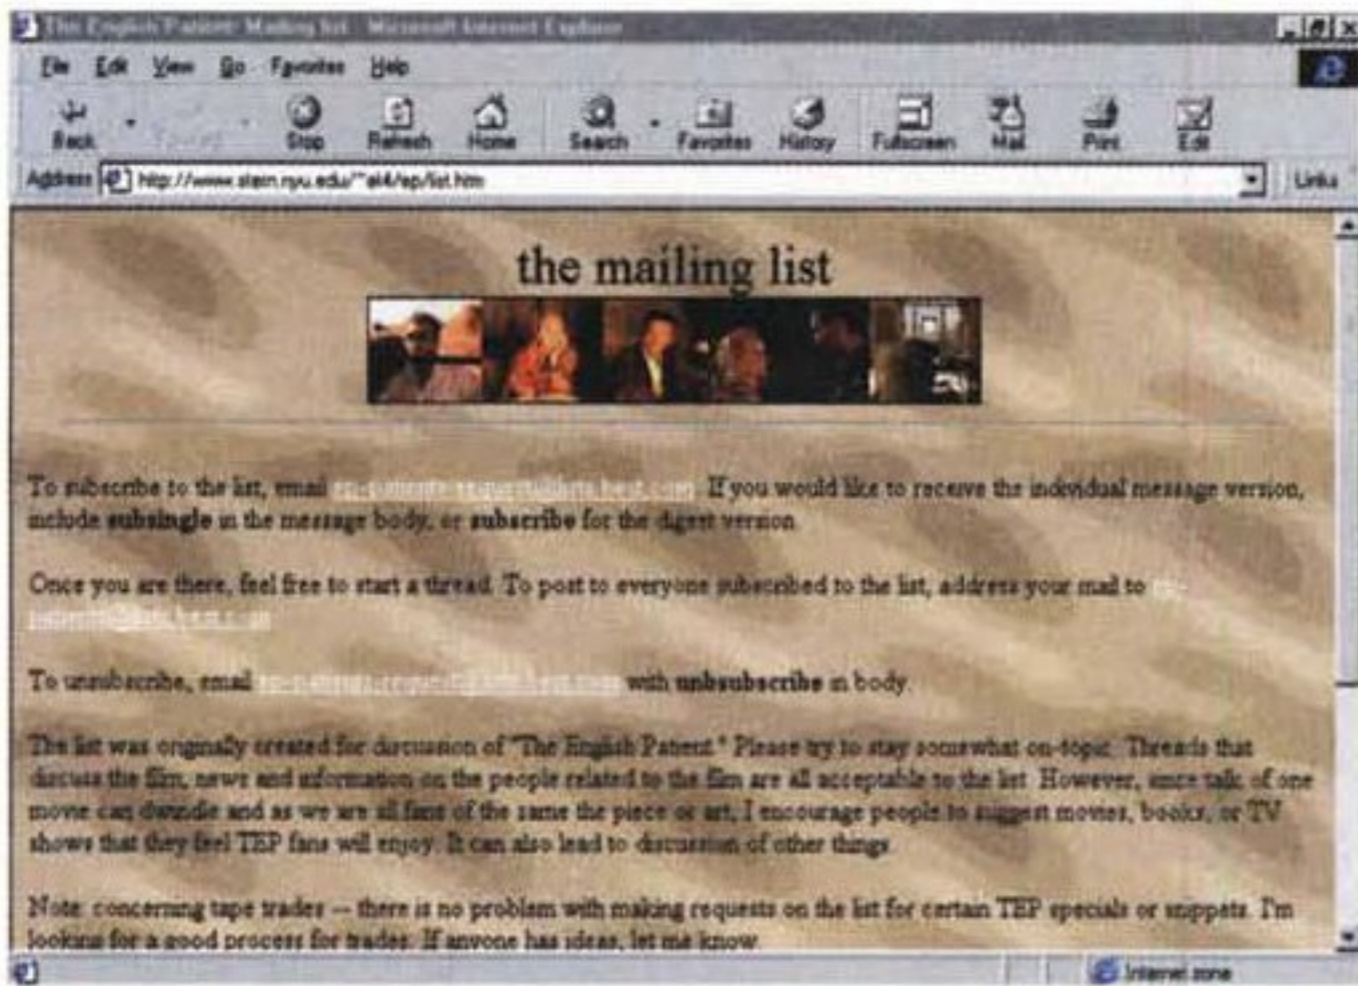 The English Patient: Mailing list - Microsoft Internet Explorer
File Edit View Go Favorites Help
Back Stop Refresh Home Search Favorites History Fullscreen Mail Print Edit
Address http://www.stern.nyu.edu/~al4/ep/list.htm Links
the mailing list
To subscribe to the list, email If you would like to receive the individual message version,
include subsingle in the message body, or subscribe for the digest version.
Once you are there, feel free to start a thread. To post to everyone subscribed to the list, address your mail to
To unsubscribe, email with unbsubscribe in body.
The list was originally created for discussion of "The English Patient." Please try to stay somewhat on-topic. Threads that
discuss the film, news and information on the people related to the film are all acceptable to the list. However, since talk of one
movie can dwindle and as we are all fans of the same the piece or art, I encourage people to suggest movies, books, or TV
shows that they feel TEP fans will enjoy. It can also lead to discussion of other things.
Note: concerning tape trades -- there is no problem with making requests on the list for certain TEP specials or snippets. I'm
looking for a good process for trades. If anyone has ideas, let me know.
Internet zone